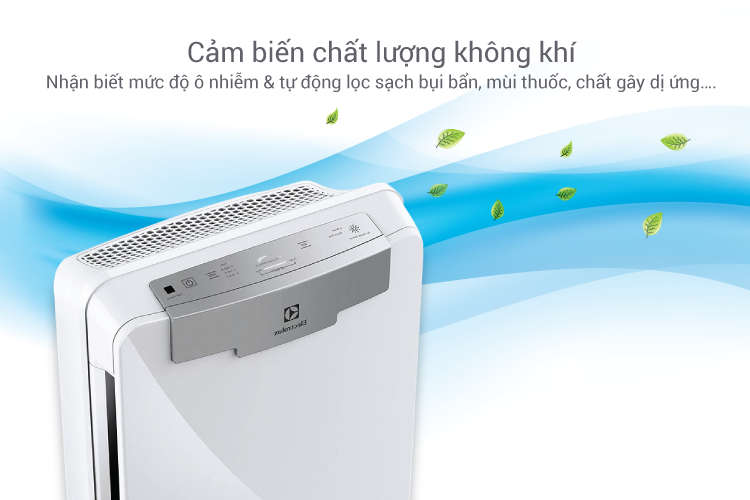 Cảm biến chất lượng không khí
Nhận biết mức độ ô nhiễm & tự động lọc sạch bụi bẩn, mùi thuốc, chất gây dị ứng....
Electrolux